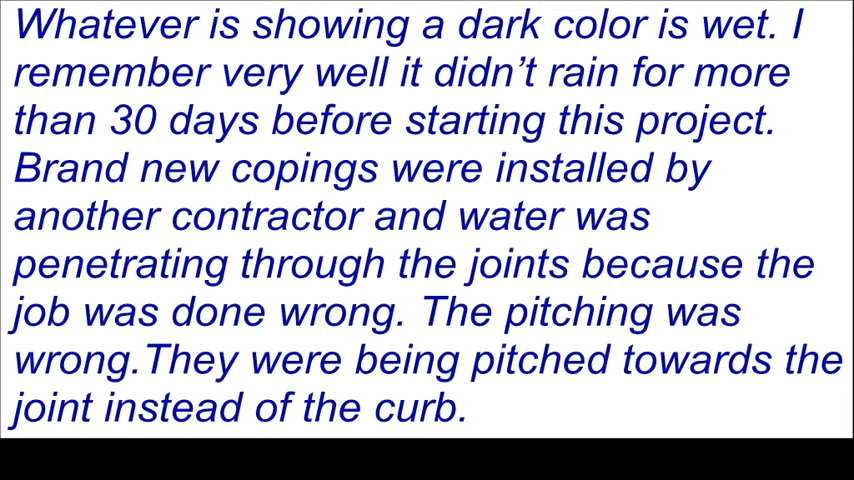 Whatever is showing a dark color is wet. I
remember very well it didn’t rain for more
than 30 days before starting this project.
Brand new copings were installed by
another contractor and water was
penetrating through the joints because the
job was done wrong. The pitching was
wrong.They were being pitched towards the
joint instead of the curb.